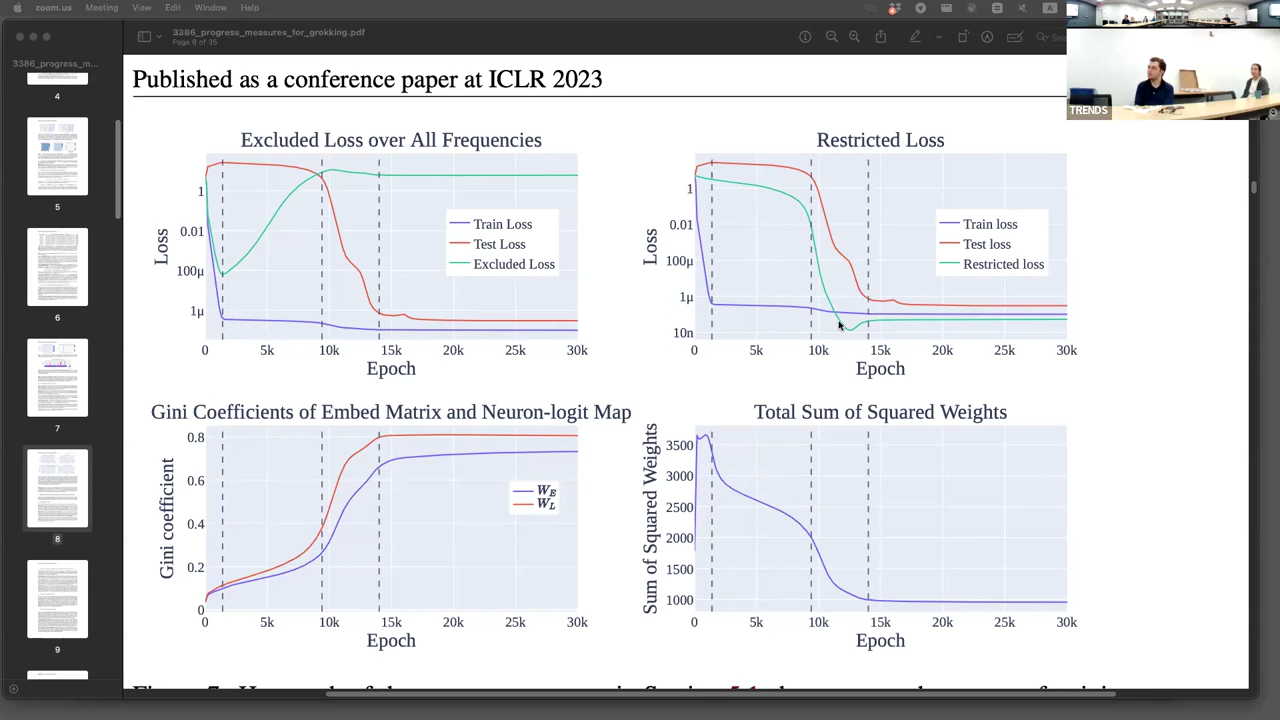 zoom.us Meeting View Edit Window Help
3386_progress_measures_for_grokking.pdf
Page 8 of 35
3386_progress_m...
4
5
6
7
8
9
TRENDS
Published as a conference paper at ICLR 2023
Excluded Loss over All Frequencies
Loss
1
0.01
100μ
1μ
Train Loss
Test Loss
Excluded Loss
0 5k 10k 15k 20k 25k 30k
Epoch
Restricted Loss
Loss
1
0.01
100μ
1μ
10n
Train loss
Test loss
Restricted loss
0 5k 10k 15k 20k 25k 30k
Epoch
Gini Coefficients of Embed Matrix and Neuron-logit Map
Gini coefficient
0.8
0.6
0.4
0.2
0
W_E
W_L
0 5k 10k 15k 20k 25k 30k
Epoch
Total Sum of Squared Weights
Sum of Squared Weights
3500
3000
2500
2000
1500
1000
0 5k 10k 15k 20k 25k 30k
Epoch